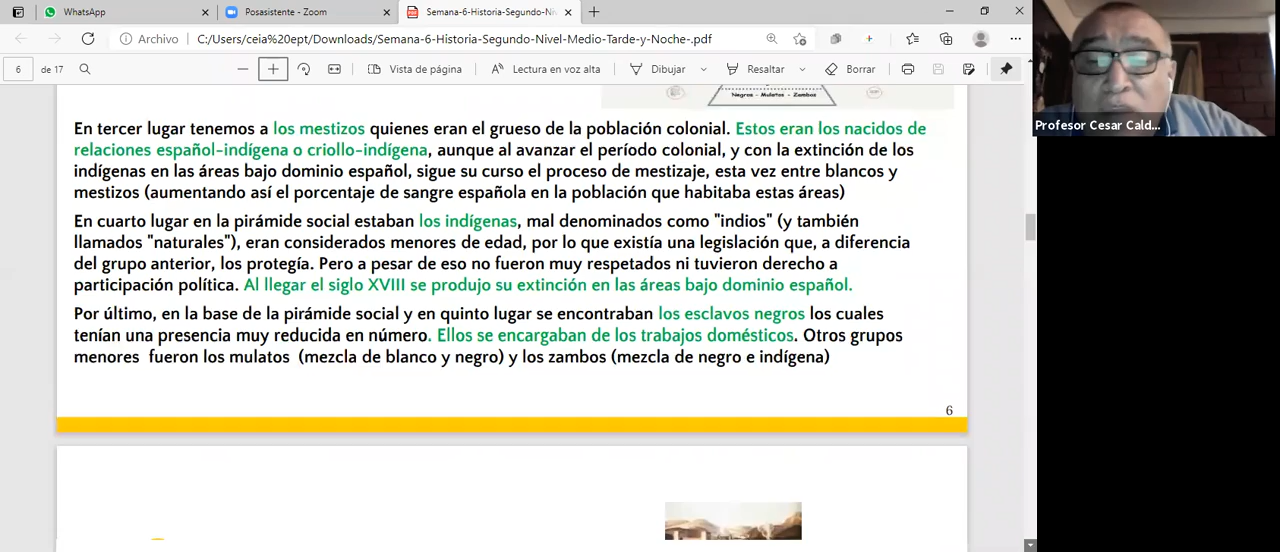 WhatsApp
Posasistente - Zoom
Semana-6-Historia-Segundo-Ni
Archivo
C:/Users/ceia%20ept/Downloads/Semana-6-Historia-Segundo-Nivel-Medio-Tarde-y-Noche-.pdf
6
de 17
Vista de página
Lectura en voz alta
Dibujar
Resaltar
Borrar
Profesor Cesar Cald...
Negros - Mulatos - Zambos
En tercer lugar tenemos a los mestizos quienes eran el grueso de la población colonial. Estos eran los nacidos de
relaciones español-indígena o criollo-indígena, aunque al avanzar el período colonial, y con la extinción de los
indígenas en las áreas bajo dominio español, sigue su curso el proceso de mestizaje, esta vez entre blancos y
mestizos (aumentando así el porcentaje de sangre española en la población que habitaba estas áreas)
En cuarto lugar en la pirámide social estaban los indígenas, mal denominados como "indios" (y también
llamados "naturales"), eran considerados menores de edad, por lo que existía una legislación que, a diferencia
del grupo anterior, los protegía. Pero a pesar de eso no fueron muy respetados ni tuvieron derecho a
participación política. Al llegar el siglo XVIII se produjo su extinción en las áreas bajo dominio español.
Por último, en la base de la pirámide social y en quinto lugar se encontraban los esclavos negros los cuales
tenían una presencia muy reducida en número. Ellos se encargaban de los trabajos domésticos. Otros grupos
menores fueron los mulatos (mezcla de blanco y negro) y los zambos (mezcla de negro e indígena)
6